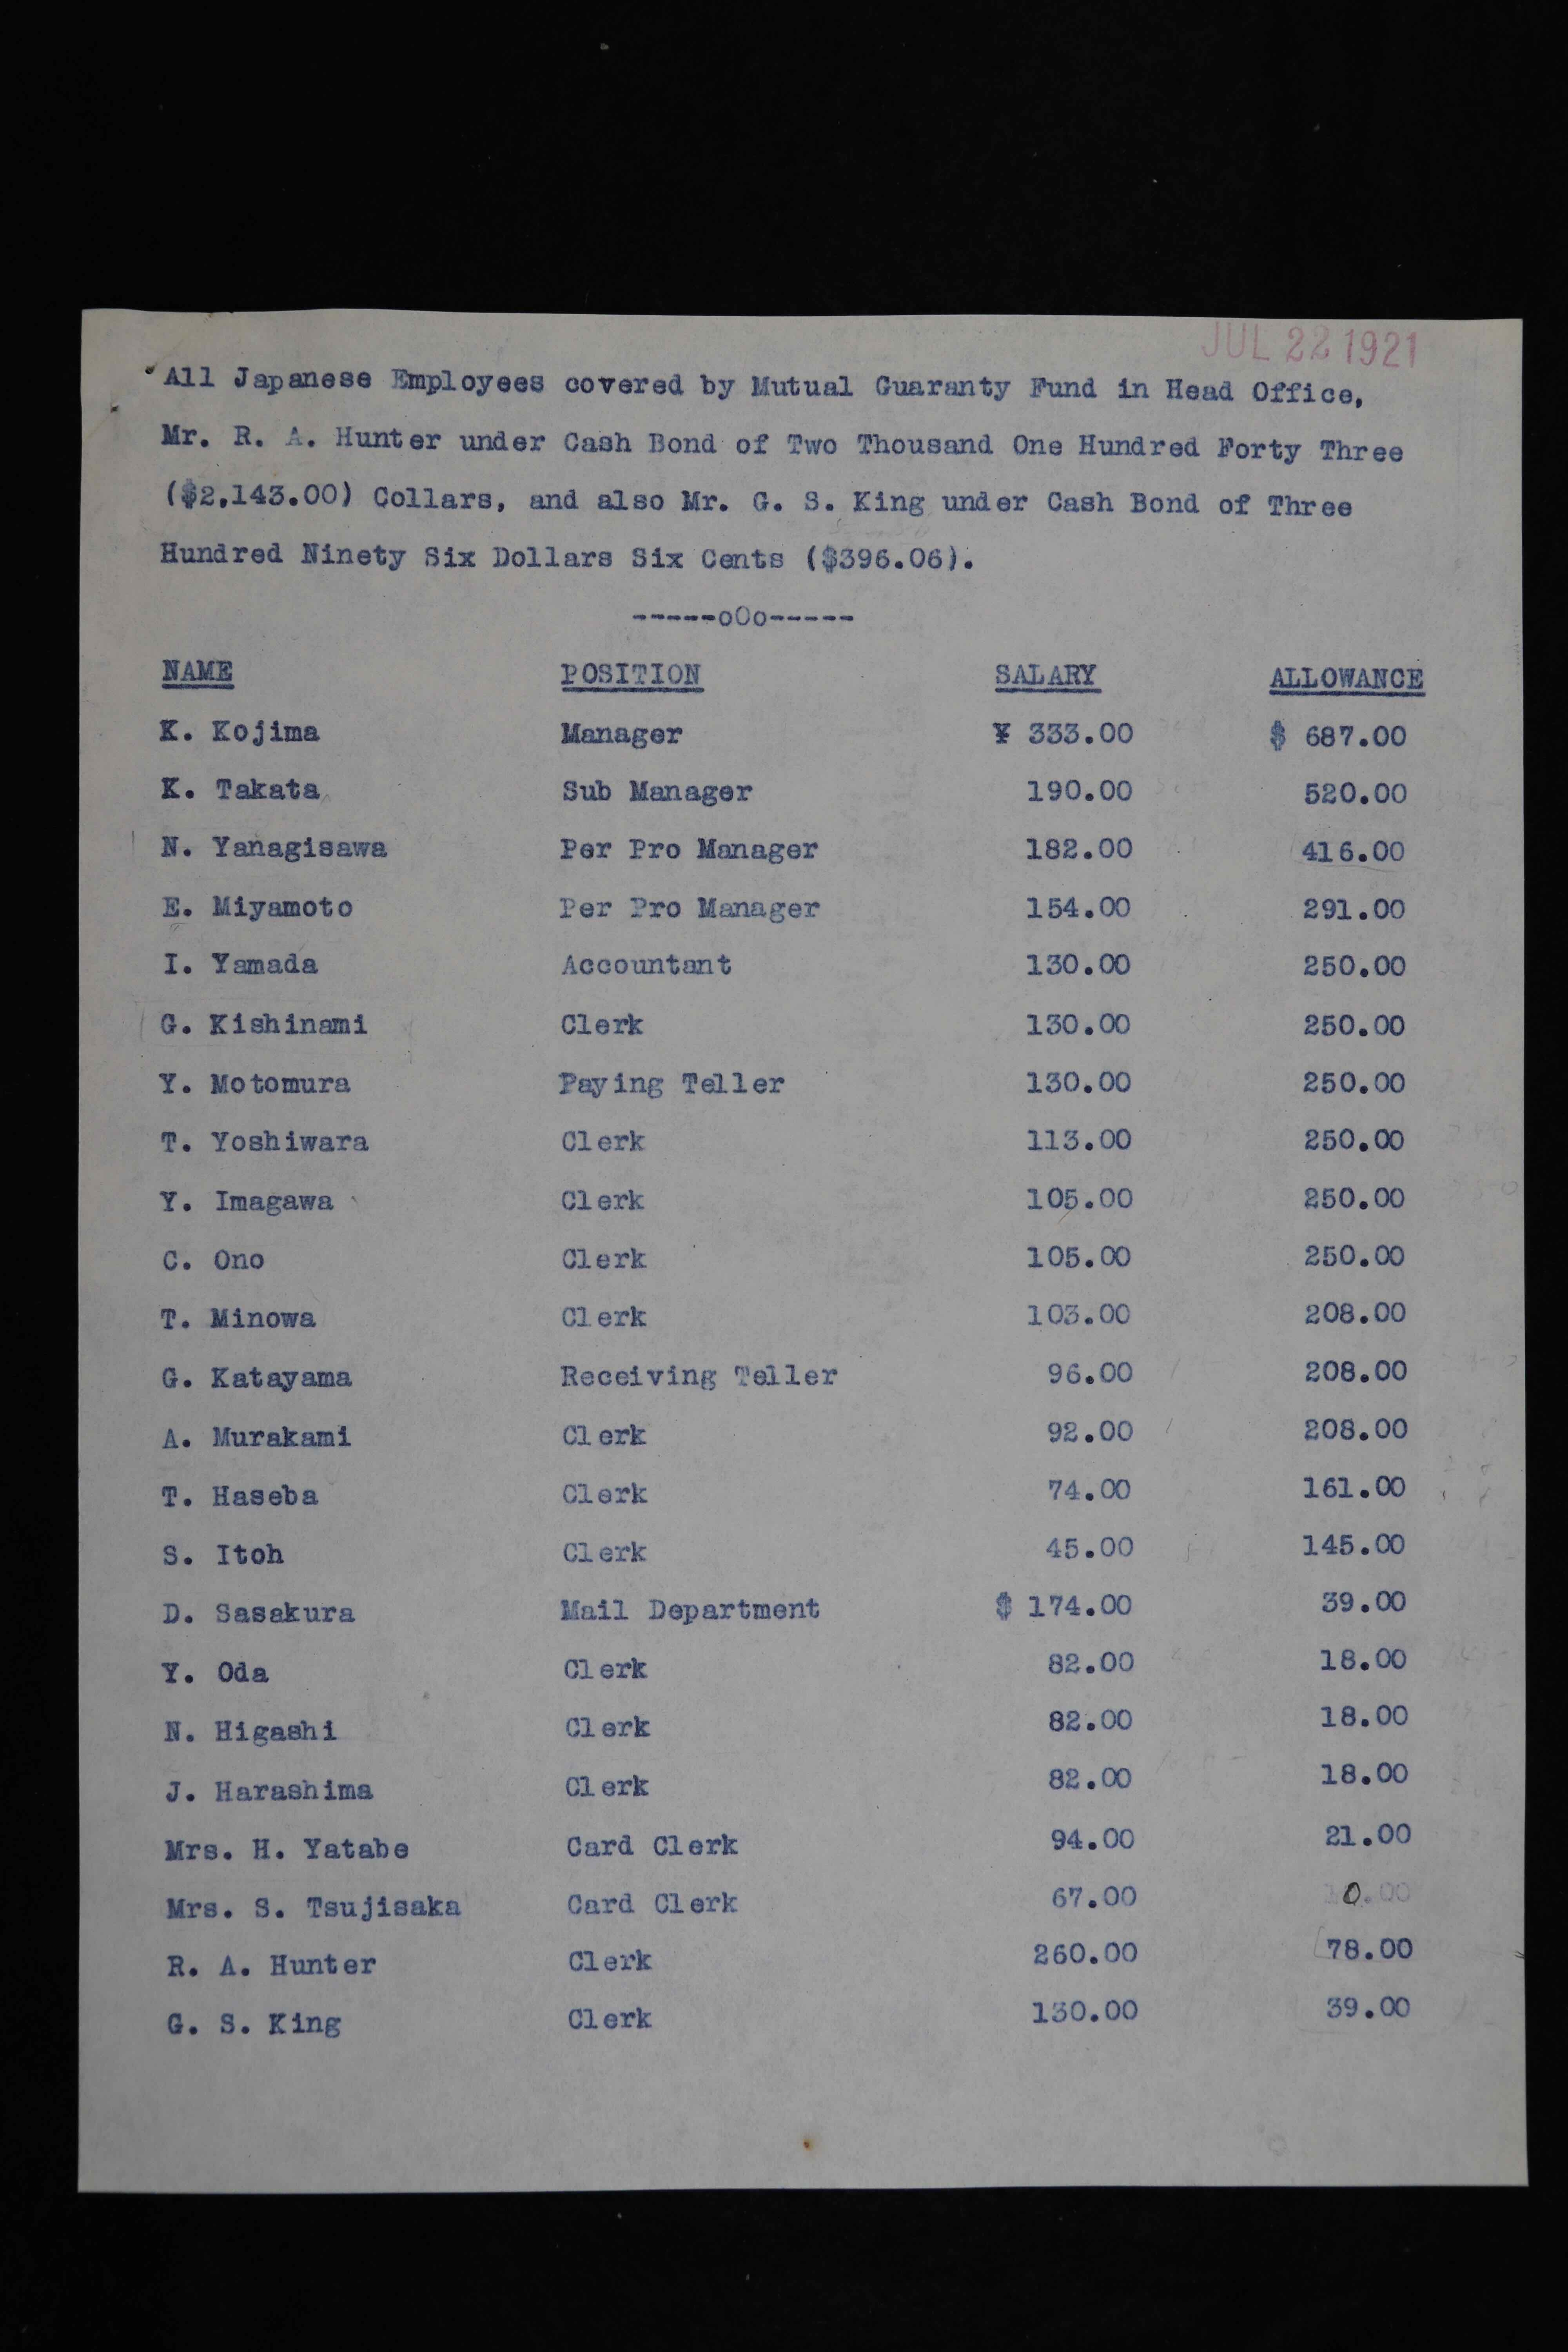 JUL 22 1921
All Japanese Employees covered by Mutual Guaranty Fund in Head Office,
Mr. R. A. Hunter under Cash Bond of Two Thousand One Hundred Forty Three
($2,143.00) Collars, and also Mr. G. S. King under Cash Bond of Three
Hundred Ninety Six Dollars Six Cents ($396.06).
-----oOo-----
NAME POSITION SALARY ALLOWANCE
K. Kojima Manager ¥ 333.00 $ 687.00
K. Takata Sub Manager 190.00 520.00
N. Yanagisawa Per Pro Manager 182.00 416.00
E. Miyamoto Per Pro Manager 154.00 291.00
I. Yamada Accountant 130.00 250.00
G. Kishinami Clerk 130.00 250.00
Y. Motomura Paying Teller 130.00 250.00
T. Yoshiwara Clerk 113.00 250.00
Y. Imagawa Clerk 105.00 250.00
C. Ono Clerk 105.00 250.00
T. Minowa Clerk 103.00 208.00
G. Katayama Receiving Teller 96.00 208.00
A. Murakami Clerk 92.00 208.00
T. Haseba Clerk 74.00 161.00
S. Itoh Clerk 45.00 145.00
D. Sasakura Mail Department $ 174.00 39.00
Y. Oda Clerk 82.00 18.00
N. Higashi Clerk 82.00 18.00
J. Harashima Clerk 82.00 18.00
Mrs. H. Yatabe Card Clerk 94.00 21.00
Mrs. S. Tsujisaka Card Clerk 67.00
R. A. Hunter Clerk 260.00 78.00
G. S. King Clerk 130.00 39.00